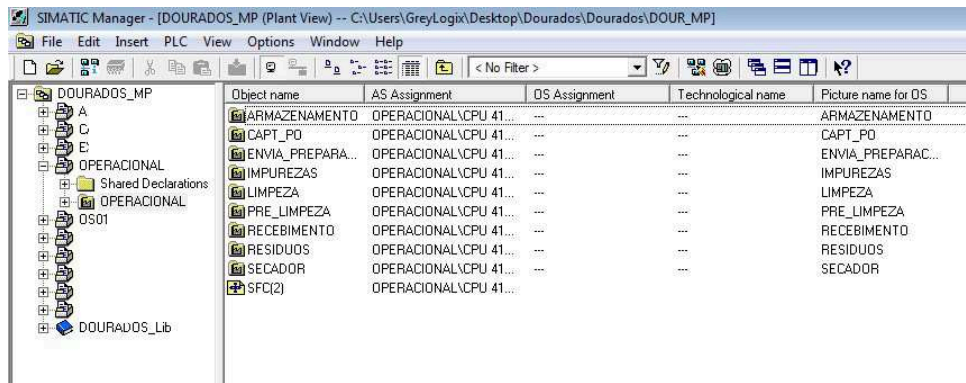 SIMATIC Manager - [DOURADOS_MP (Plant View) -- C:\Users\GreyLogix\Desktop\Dourados\Dourados\DOUR_MP]
File Edit Insert PLC View Options Window Help
< No Filter >
DOURADOS_MP
A
C
E
OPERACIONAL
Shared Declarations
OPERACIONAL
OS01
DOURADOS_Lib
Object name AS Assignment OS Assignment Technological name Picture name for OS
ARMAZENAMENTO OPERACIONAL\CPU 41... --- --- ARMAZENAMENTO
CAPT_PO OPERACIONAL\CPU 41... --- --- CAPT_PO
ENVIA_PREPARA... OPERACIONAL\CPU 41... --- --- ENVIA_PREPARAC...
IMPUREZAS OPERACIONAL\CPU 41... --- --- IMPUREZAS
LIMPEZA OPERACIONAL\CPU 41... --- --- LIMPEZA
PRE_LIMPEZA OPERACIONAL\CPU 41... --- --- PRE_LIMPEZA
RECEBIMENTO OPERACIONAL\CPU 41... --- --- RECEBIMENTO
RESIDUOS OPERACIONAL\CPU 41... --- --- RESIDUOS
SECADOR OPERACIONAL\CPU 41... --- --- SECADOR
SFC(2) OPERACIONAL\CPU 41...